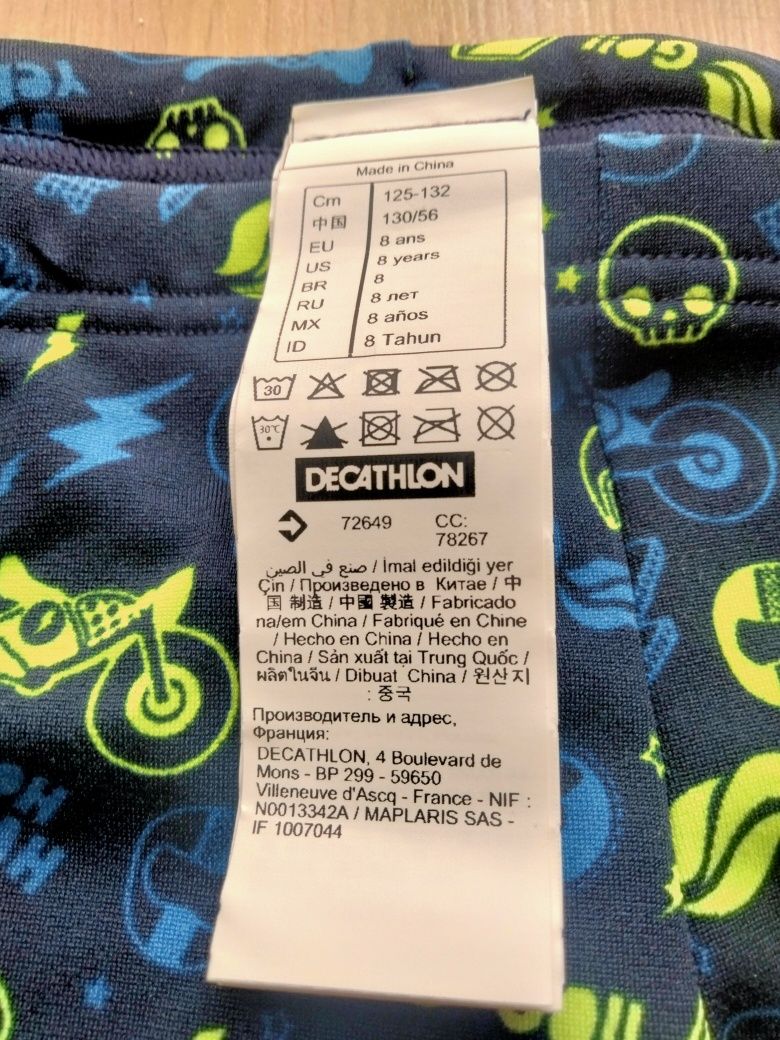 GO!!
Made in China
Cm 125-132
中国 130/56
EU 8 ans
US 8 years
BR 8
RU 8 лет
MX 8 años
ID 8 Tahun
30
30°C
DECATHLON
72649 CC:
78267
صنع في الصين / İmal edildiği yer
Çin / Произведено в Китае / 中
国 制造 / 中國 製造 / Fabricado
na/em China / Fabriqué en Chine
/ Hecho en China / Hecho en
China / Sản xuất tại Trung Quốc /
ผลิตในจีน / Dibuat China / 원산지
: 중국
Производитель и адрес,
Франция:
DECATHLON, 4 Boulevard de
Mons - BP 299 - 59650
Villeneuve d'Ascq - France - NIF :
N0013342A / MAPLARIS SAS -
IF 1007044